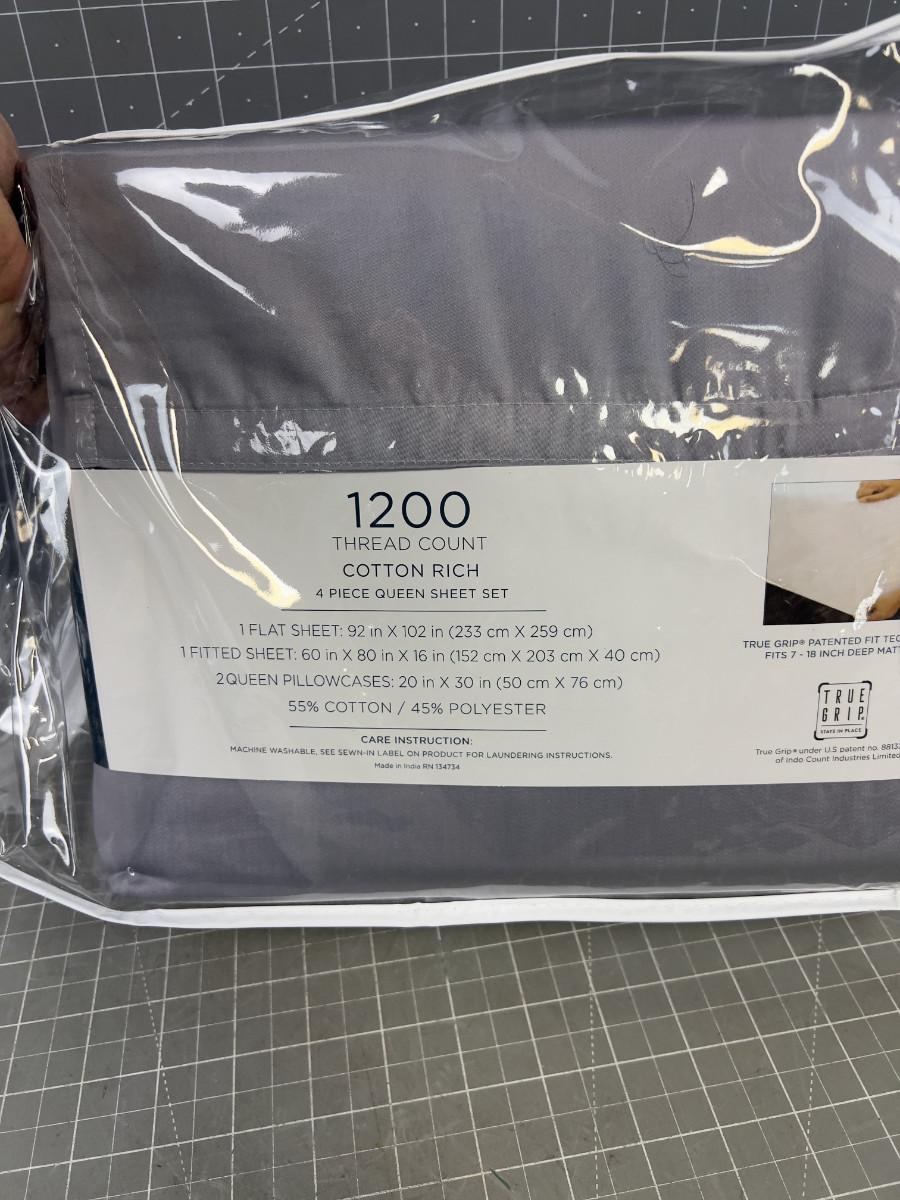 1200
THREAD COUNT
COTTON RICH
4 PIECE QUEEN SHEET SET
1 FLAT SHEET: 92 in X 102 in (233 cm X 259 cm)
1 FITTED SHEET: 60 in X 80 in X 16 in (152 cm X 203 cm X 40 cm)
2 QUEEN PILLOWCASES: 20 in X 30 in (50 cm X 76 cm)
55% COTTON / 45% POLYESTER
CARE INSTRUCTION:
MACHINE WASHABLE, SEE SEWN-IN LABEL ON PRODUCT FOR LAUNDERING INSTRUCTIONS.
Made in India RN 134734
TRUE GRIP® PATENTED FIT
FITS 7 - 18 INCH DEEP
TRUE
GRIP
STAY IN PLACE
True Grip® under U.S patent no.
of Indo Count Industries Limited